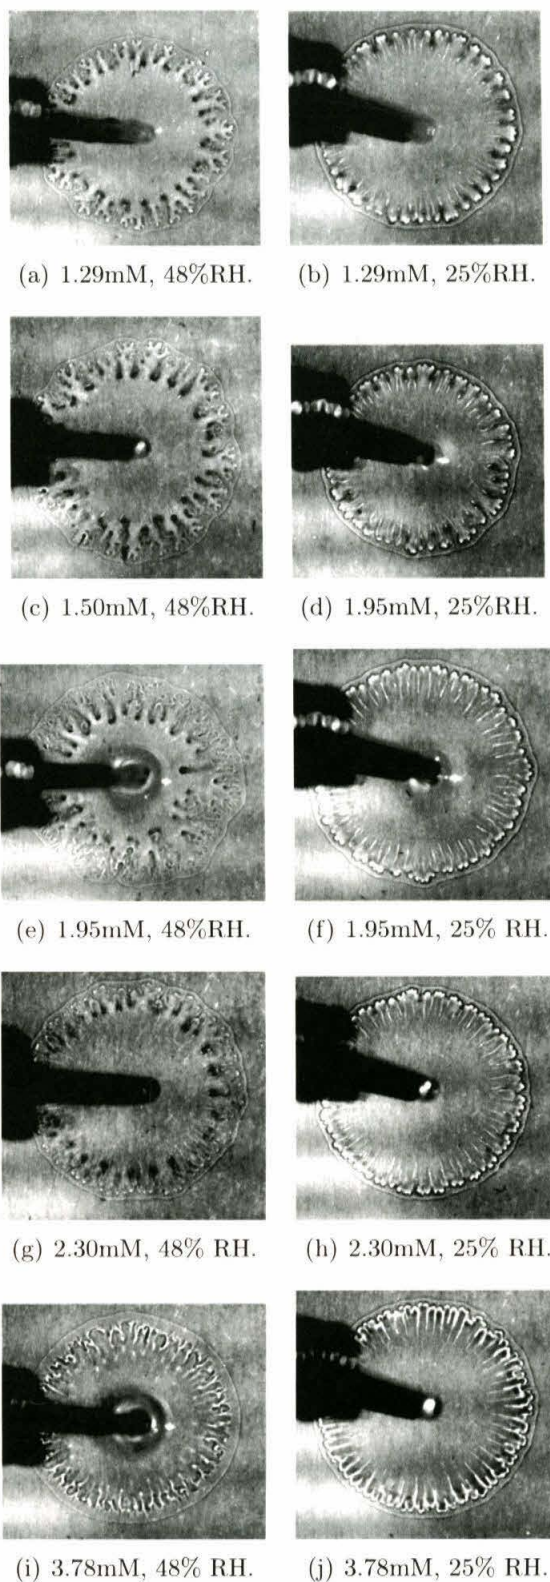 (a) 1.29mM, 48%RH. (b) 1.29mM, 25%RH.
(c) 1.50mM, 48%RH. (d) 1.95mM, 25%RH.
(e) 1.95mM, 48%RH. (f) 1.95mM, 25% RH.
(g) 2.30mM, 48% RH. (h) 2.30mM, 25% RH.
(i) 3.78mM, 48% RH. (j) 3.78mM, 25% RH.